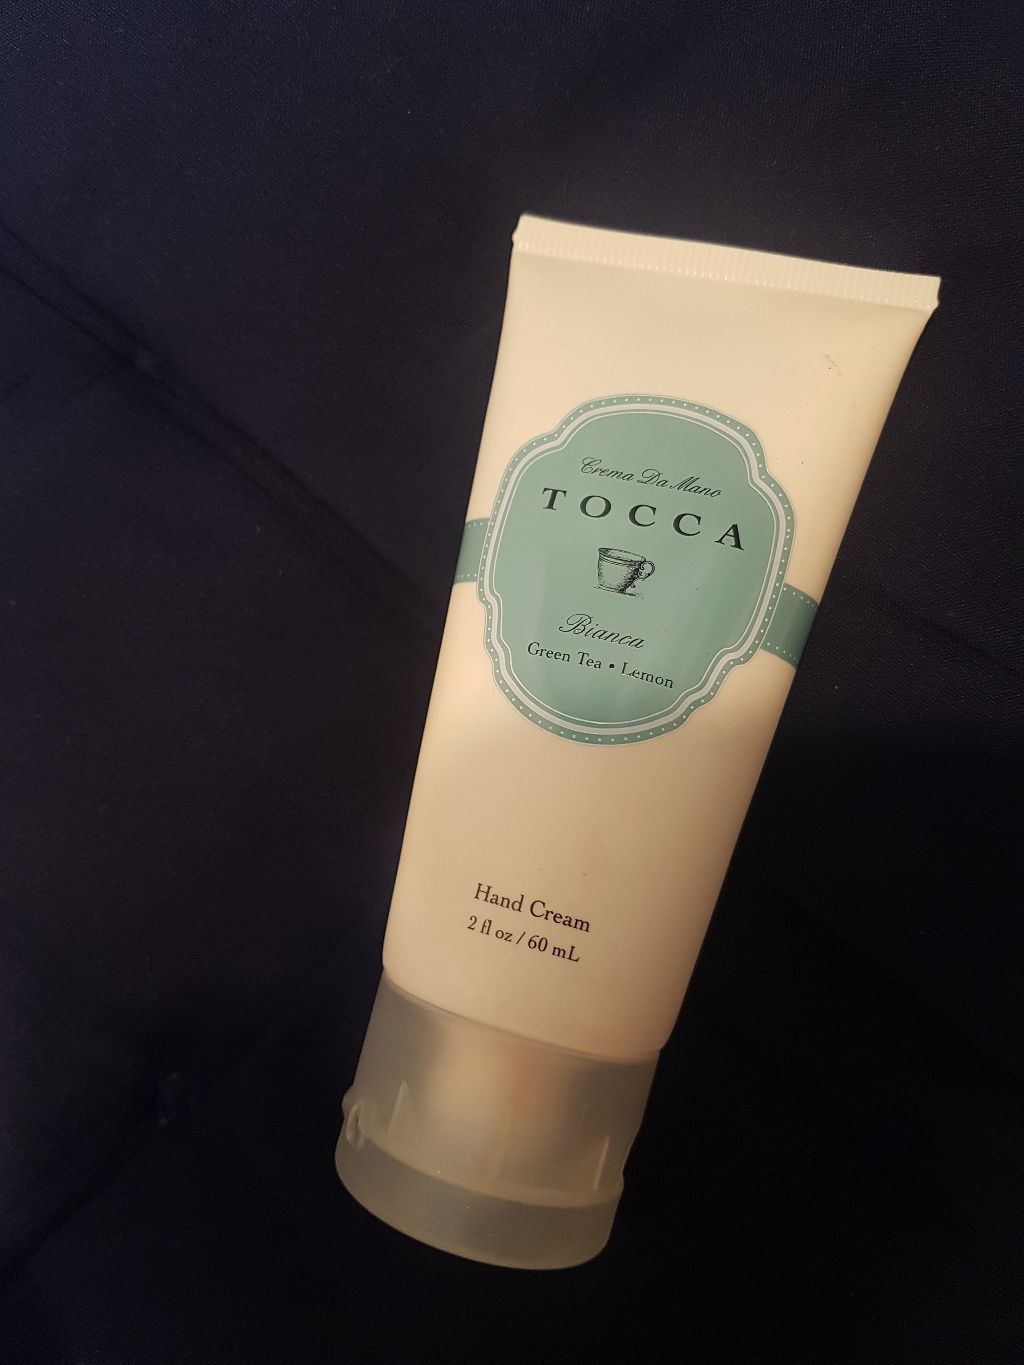 Crema Da Mano
TOCCA
Bianca
Green Tea • Lemon
Hand Cream
2 fl oz / 60 mL